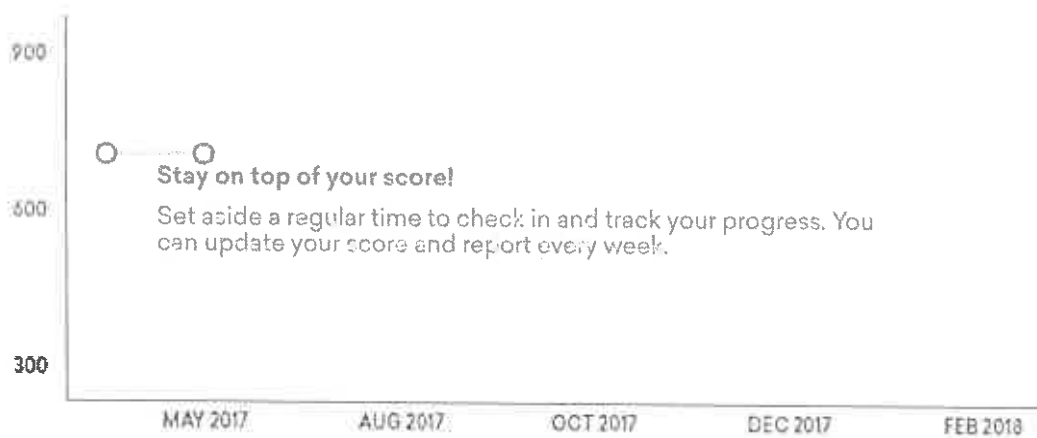 900
Stay on top of your score!
600
Set aside a regular time to check in and track your progress. You
can update your score and report every week.
300
MAY 2017 AUG 2017 OCT 2017 DEC 2017 FEB 2018